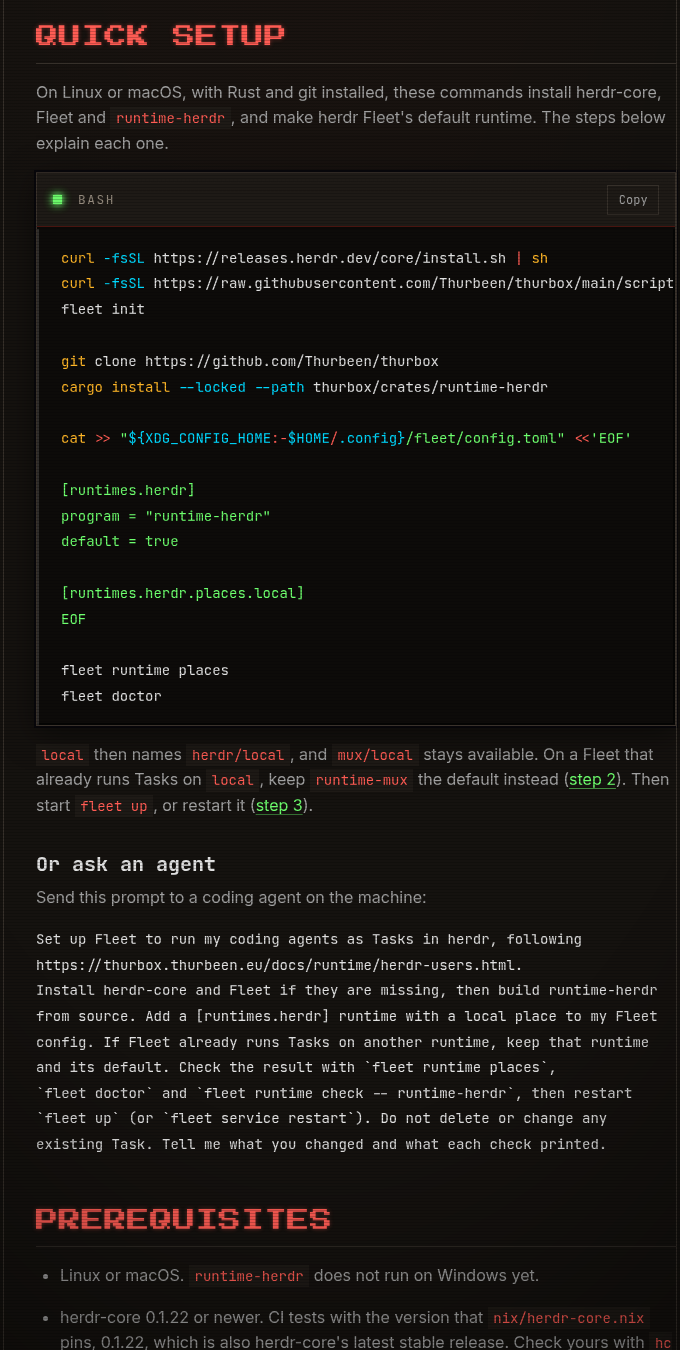 QUICK SETUP
On Linux or macOS, with Rust and git installed, these commands install herdr-core,
Fleet and runtime-herdr, and make herdr Fleet's default runtime. The steps below
explain each one.
BASH
Copy
curl -fsSL https://releases.herdr.dev/core/install.sh | sh
curl -fsSL https://raw.githubusercontent.com/Thurbeen/thurbox/main/script
fleet init
git clone https://github.com/Thurbeen/thurbox
cargo install --locked --path thurbox/crates/runtime-herdr
cat >> "${XDG_CONFIG_HOME:-$HOME/.config}/fleet/config.toml" <<'EOF'
[runtimes.herdr]
program = "runtime-herdr"
default = true
[runtimes.herdr.places.local]
EOF
fleet runtime places
fleet doctor
local then names herdr/local, and mux/local stays available. On a Fleet that
already runs Tasks on local, keep runtime-mux the default instead (step 2). Then
start fleet up, or restart it (step 3).
Or ask an agent
Send this prompt to a coding agent on the machine:
Set up Fleet to run my coding agents as Tasks in herdr, following
https://thurbox.thurbeen.eu/docs/runtime/herdr-users.html.
Install herdr-core and Fleet if they are missing, then build runtime-herdr
from source. Add a [runtimes.herdr] runtime with a local place to my Fleet
config. If Fleet already runs Tasks on another runtime, keep that runtime
and its default. Check the result with `fleet runtime places`,
`fleet doctor` and `fleet runtime check -- runtime-herdr`, then restart
`fleet up` (or `fleet service restart`). Do not delete or change any
existing Task. Tell me what you changed and what each check printed.
PREREQUISITES
• Linux or macOS. runtime-herdr does not run on Windows yet.
• herdr-core 0.1.22 or newer. CI tests with the version that nix/herdr-core.nix
pins, 0.1.22, which is also herdr-core's latest stable release. Check yours with